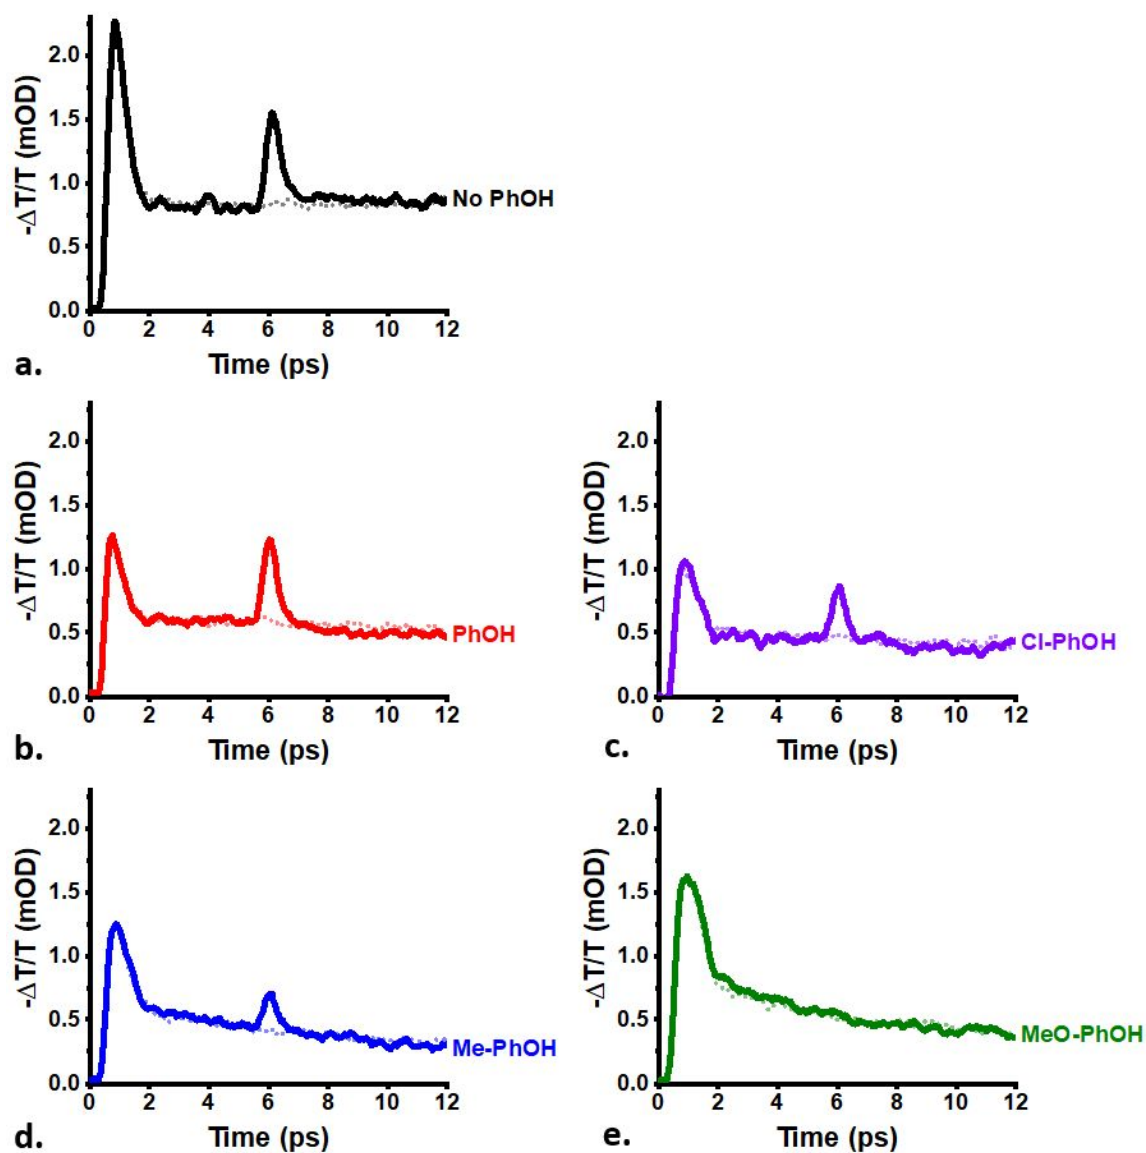 -ΔT/T (mOD)
2.0
1.5
1.0
0.5
0.0
No PhOH
0 2 4 6 8 10 12
Time (ps)
a.
-ΔT/T (mOD)
2.0
1.5
1.0
0.5
0.0
PhOH
0 2 4 6 8 10 12
Time (ps)
b.
-ΔT/T (mOD)
2.0
1.5
1.0
0.5
0.0
Cl-PhOH
0 2 4 6 8 10 12
Time (ps)
c.
-ΔT/T (mOD)
2.0
1.5
1.0
0.5
0.0
Me-PhOH
0 2 4 6 8 10 12
Time (ps)
d.
-ΔT/T (mOD)
2.0
1.5
1.0
0.5
0.0
MeO-PhOH
0 2 4 6 8 10 12
Time (ps)
e.